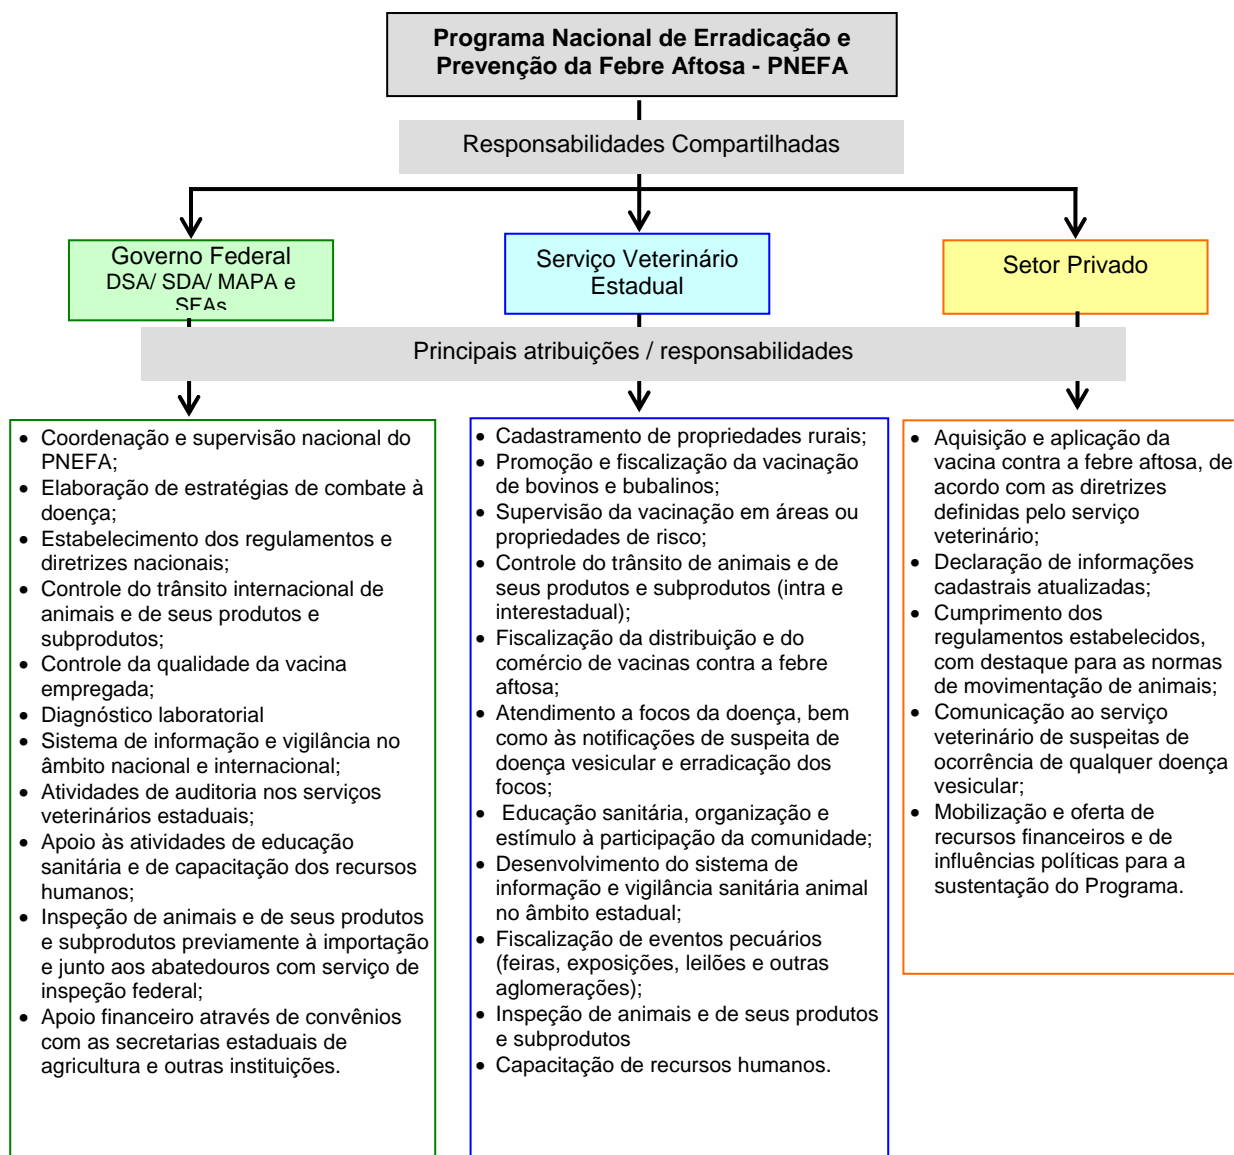 Programa Nacional de Erradicação e
Prevenção da Febre Aftosa - PNEFA
Responsabilidades Compartilhadas
Governo Federal
DSA/ SDA/ MAPA e
SFAs
Serviço Veterinário
Estadual
Setor Privado
Principais atribuições / responsabilidades
• Coordenação e supervisão nacional do
PNEFA;
• Elaboração de estratégias de combate à
doença;
• Estabelecimento dos regulamentos e
diretrizes nacionais;
• Controle do trânsito internacional de
animais e de seus produtos e
subprodutos;
• Controle da qualidade da vacina
empregada;
• Diagnóstico laboratorial
• Sistema de informação e vigilância no
âmbito nacional e internacional;
• Atividades de auditoria nos serviços
veterinários estaduais;
• Apoio às atividades de educação
sanitária e de capacitação dos recursos
humanos;
• Inspeção de animais e de seus produtos
e subprodutos previamente à importação
e junto aos abatedouros com serviço de
inspeção federal;
• Apoio financeiro através de convênios
com as secretarias estaduais de
agricultura e outras instituições.
• Cadastramento de propriedades rurais;
• Promoção e fiscalização da vacinação
de bovinos e bubalinos;
• Supervisão da vacinação em áreas ou
propriedades de risco;
• Controle do trânsito de animais e de
seus produtos e subprodutos (intra e
interestadual);
• Fiscalização da distribuição e do
comércio de vacinas contra a febre
aftosa;
• Atendimento a focos da doença, bem
como às notificações de suspeita de
doença vesicular e erradicação dos
focos;
• Educação sanitária, organização e
estímulo à participação da comunidade;
• Desenvolvimento do sistema de
informação e vigilância sanitária animal
no âmbito estadual;
• Fiscalização de eventos pecuários
(feiras, exposições, leilões e outras
aglomerações);
• Inspeção de animais e de seus produtos
e subprodutos
• Capacitação de recursos humanos.
• Aquisição e aplicação da
vacina contra a febre aftosa, de
acordo com as diretrizes
definidas pelo serviço
veterinário;
• Declaração de informações
cadastrais atualizadas;
• Cumprimento dos
regulamentos estabelecidos,
com destaque para as normas
de movimentação de animais;
• Comunicação ao serviço
veterinário de suspeitas de
ocorrência de qualquer doença
vesicular;
• Mobilização e oferta de
recursos financeiros e de
influências políticas para a
sustentação do Programa.